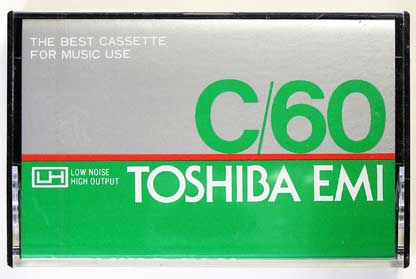 THE BEST CASSETTE
FOR MUSIC USE
C/60
LH LOW NOISE
HIGH OUTPUT
TOSHIBA EMI